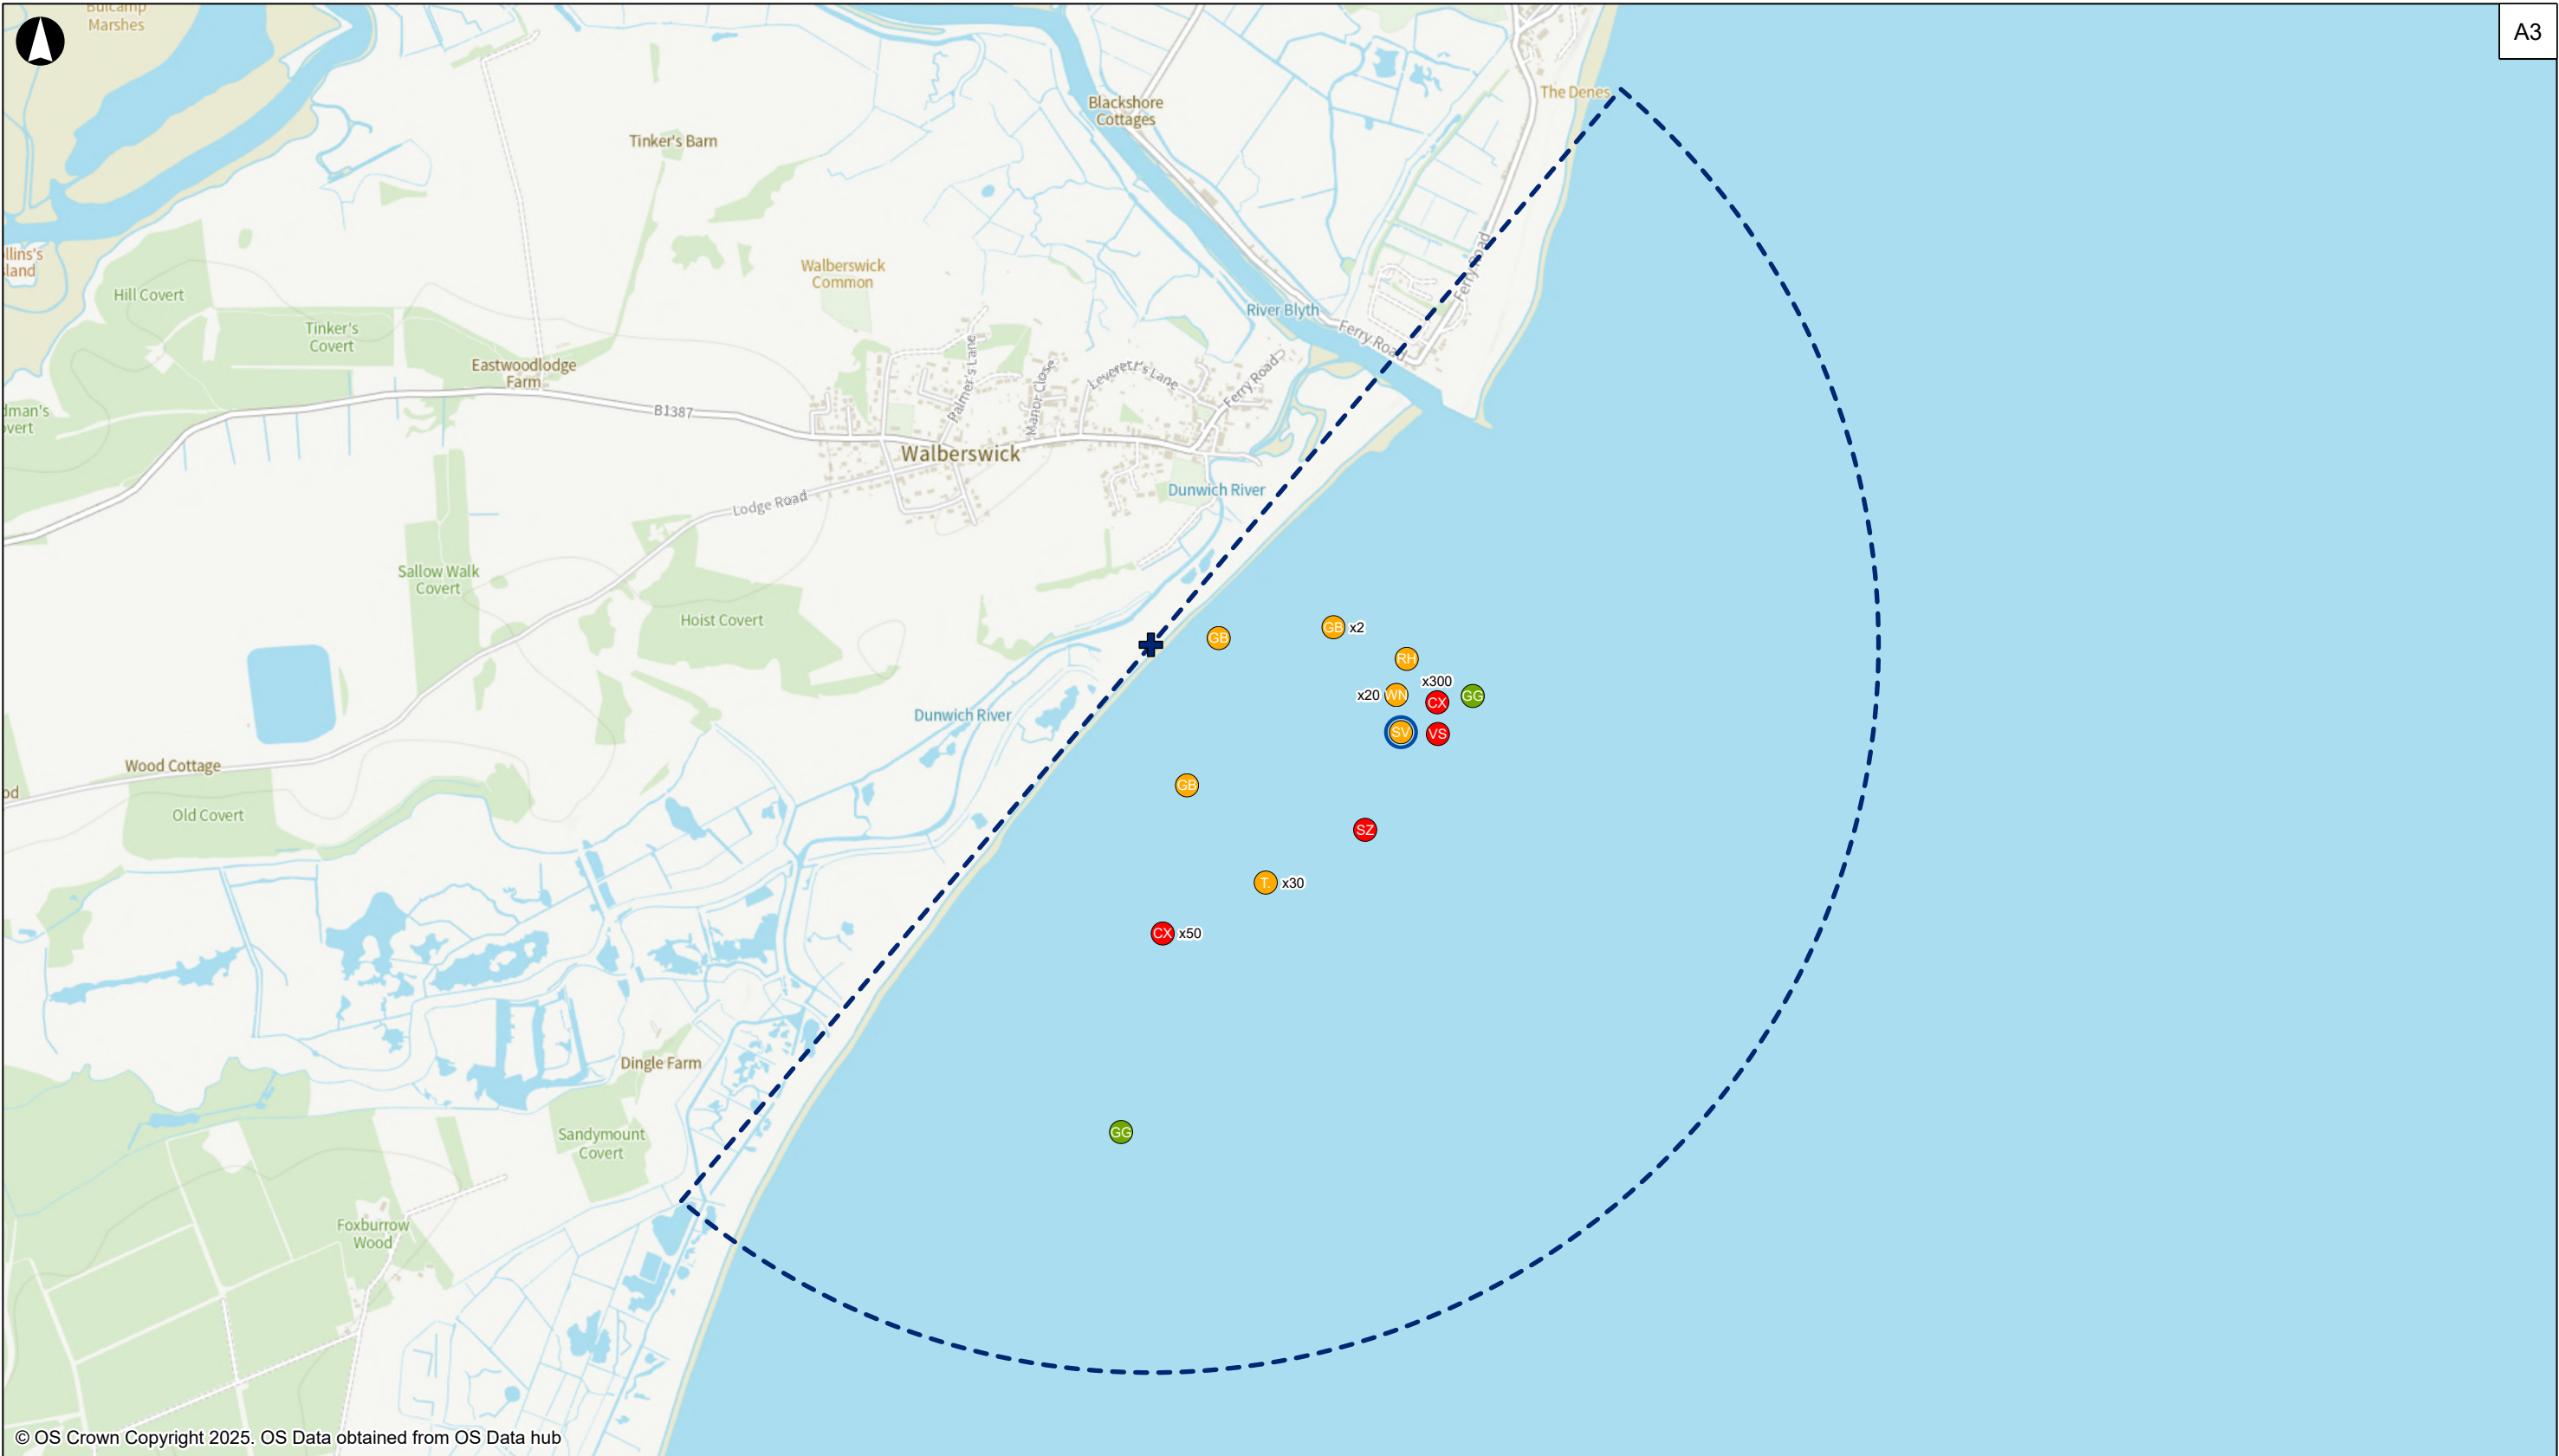 Bulcamp
Marshes
A3
Blackshore
Cottages
The Denes
Tinker's Barn
Walberswick
Common
Hill Covert
Tinker's
Covert
River Blyth
Ferry Road
Ferry Road
Eastwoodlodge
Farm
B1387
Palmer's Lane
Manor Close
Leverett's Lane
Ferry Road
Walberswick
Lodge Road
Dunwich River
Sallow Walk
Covert
Hoist Covert
GB
GB x2
RH
x300
x20 WN
CX
GG
SV
VS
Dunwich River
Wood Cottage
GB
Old Covert
SZ
T. x30
CX x50
Dingle Farm
GG
Sandymount
Covert
Foxburrow
Wood
© OS Crown Copyright 2025. OS Data obtained from OS Data hub